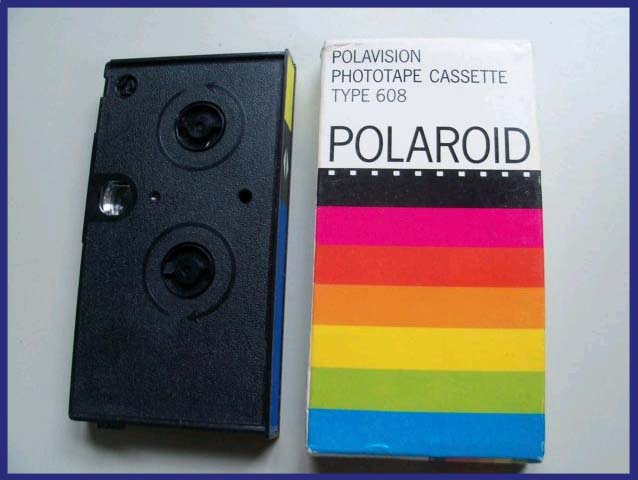 POLAVISION
PHOTOTAPE CASSETTE
TYPE 608
POLAROID